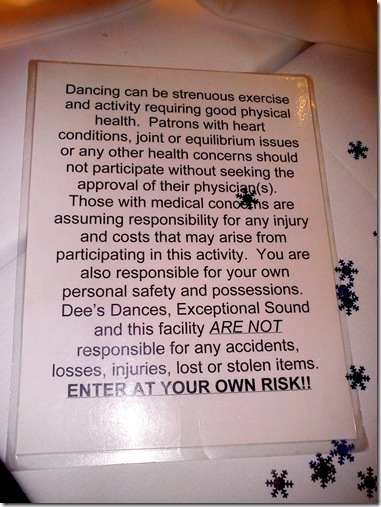 Dancing can be strenuous exercise
and activity requiring good physical
health. Patrons with heart
conditions, joint or equilibrium issues
or any other health concerns should
not participate without seeking the
approval of their physician(s).
Those with medical concerns are
assuming responsibility for any injury
and costs that may arise from
participating in this activity. You are
also responsible for your own
personal safety and possessions.
Dee's Dances, Exceptional Sound
and this facility ARE NOT
responsible for any accidents,
losses, injuries, lost or stolen items.
ENTER AT YOUR OWN RISK!!